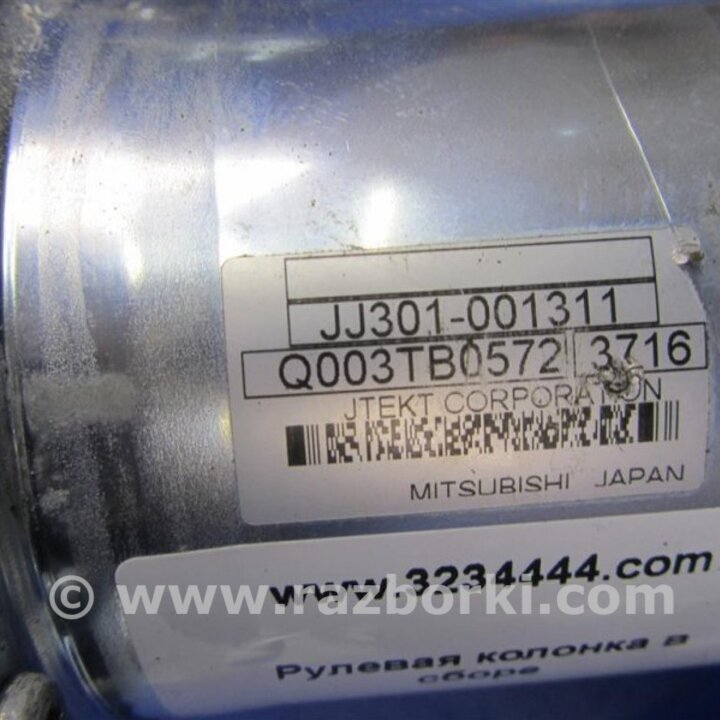 JJ301-001311
Q003TB0572 3716
JTEKT CORPORATION
MITSUBISHI JAPAN
www.3234444.com
© www.razborki.com
Рулевая колонка в
сборе